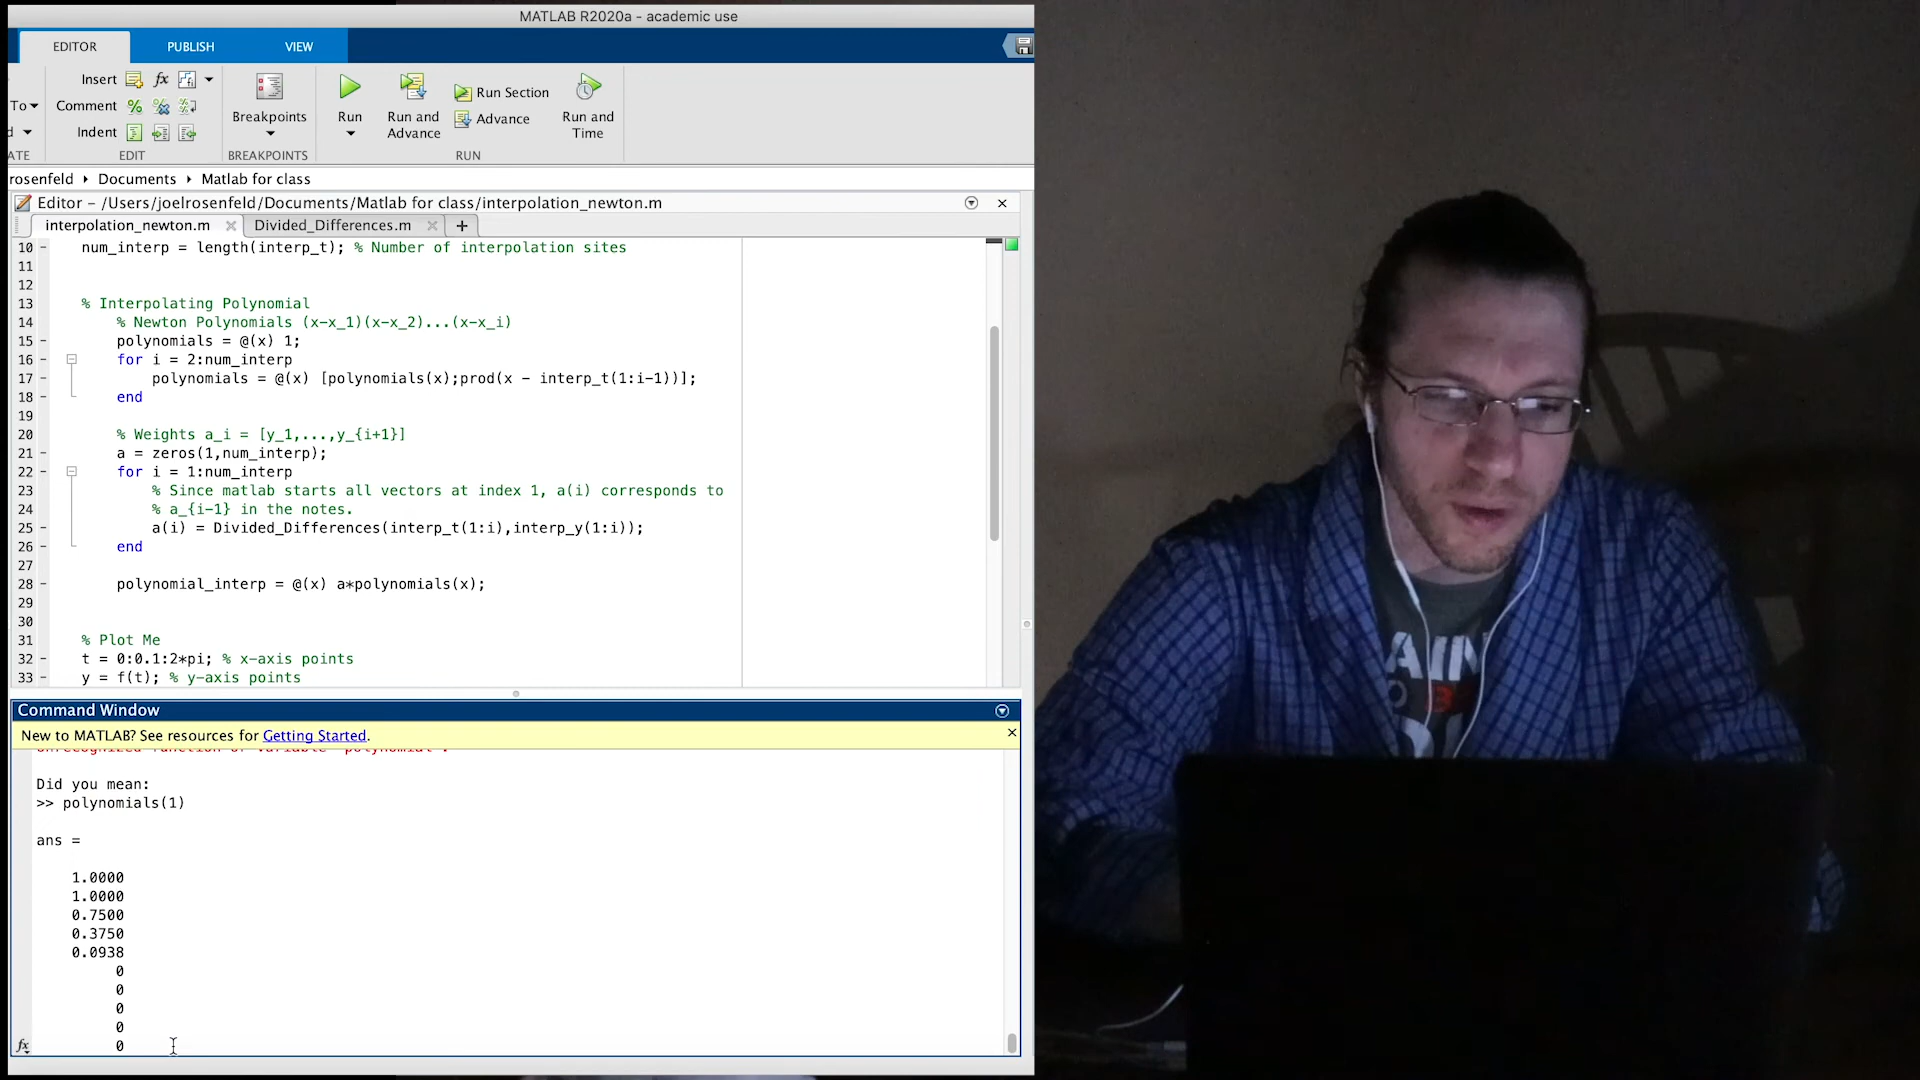 MATLAB R2020a - academic use
EDITOR PUBLISH VIEW
Insert fx
To Comment
Indent
Breakpoints
Run
Run and Advance
Run Section
Advance
Run and Time
ATE EDIT BREAKPOINTS RUN
rosenfeld Documents Matlab for class
Editor - /Users/joelrosenfeld/Documents/Matlab for class/interpolation_newton.m
interpolation_newton.m Divided_Differences.m +
10 - num_interp = length(interp_t); % Number of interpolation sites
11
12
13 % Interpolating Polynomial
14 % Newton Polynomials (x-x_1)(x-x_2)...(x-x_i)
15 - polynomials = @(x) 1;
16 - for i = 2:num_interp
17 - polynomials = @(x) [polynomials(x);prod(x - interp_t(1:i-1))];
18 - end
19
20 % Weights a_i = [y_1,...,y_{i+1}]
21 - a = zeros(1,num_interp);
22 - for i = 1:num_interp
23 % Since matlab starts all vectors at index 1, a(i) corresponds to
24 % a_{i-1} in the notes.
25 - a(i) = Divided_Differences(interp_t(1:i),interp_y(1:i));
26 - end
27
28 - polynomial_interp = @(x) a*polynomials(x);
29
30
31 % Plot Me
32 - t = 0:0.1:2*pi; % x-axis points
33 - y = f(t); % y-axis points
Command Window
New to MATLAB? See resources for Getting Started.
Did you mean:
>> polynomials(1)
ans =
1.0000
1.0000
0.7500
0.3750
0.0938
0
0
0
0
fx 0